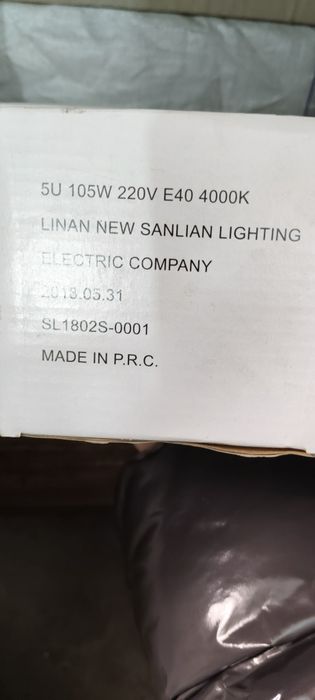 5U 105W 220V E40 4000K
LINAN NEW SANLIAN LIGHTING
ELECTRIC COMPANY
2018.05.31
SL1802S-0001
MADE IN P.R.C.